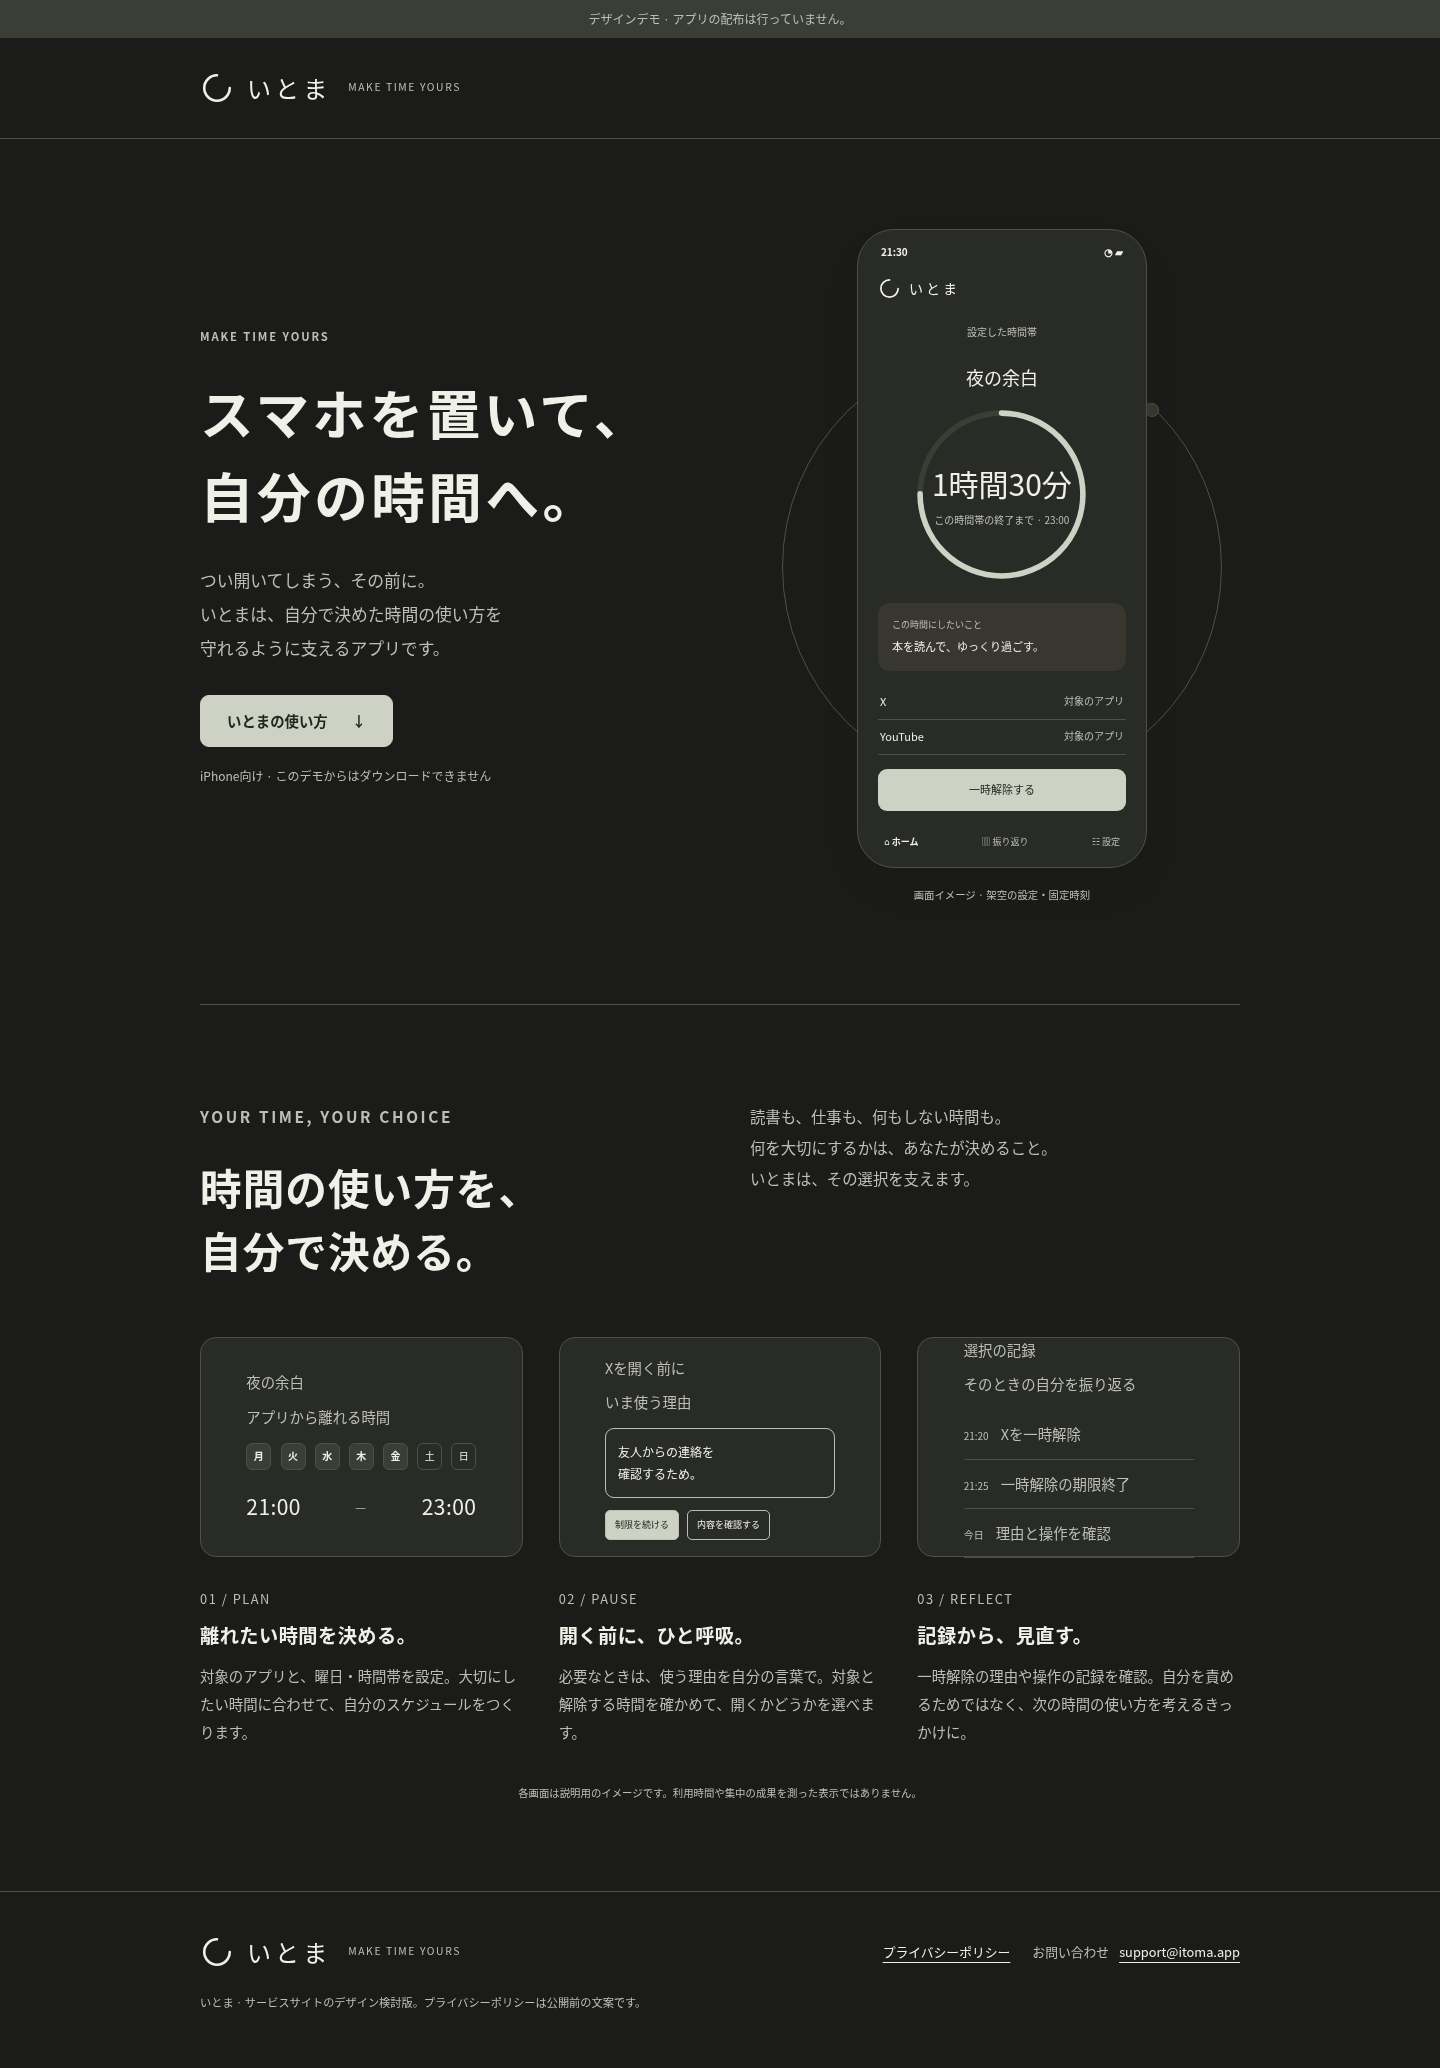 デザインデモ · アプリの配布は行っていません。
いとま MAKE TIME YOURS
MAKE TIME YOURS
スマホを置いて、
自分の時間へ。
つい開いてしまう、その前に。
いとまは、自分で決めた時間の使い方を
守れるように支えるアプリです。
いとまの使い方 ↓
iPhone向け · このデモからはダウンロードできません
21:30
いとま
設定した時間帯
夜の余白
1時間30分
この時間帯の終了まで · 23:00
この時間にしたいこと
本を読んで、ゆっくり過ごす。
X 対象のアプリ
YouTube 対象のアプリ
一時解除する
ホーム 振り返り 設定
画面イメージ · 架空の設定・固定時刻
YOUR TIME, YOUR CHOICE
時間の使い方を、
自分で決める。
読書も、仕事も、何もしない時間も。
何を大切にするかは、あなたが決めること。
いとまは、その選択を支えます。
夜の余白
アプリから離れる時間
月 火 水 木 金 土 日
21:00 – 23:00
01 / PLAN
離れたい時間を決める。
対象のアプリと、曜日・時間帯を設定。大切にし
たい時間に合わせて、自分のスケジュールをつく
ります。
Xを開く前に
いま使う理由
友人からの連絡を
確認するため。
制限を続ける 内容を確認する
02 / PAUSE
開く前に、ひと呼吸。
必要なときは、使う理由を自分の言葉で。対象と
解除する時間を確かめて、開くかどうかを選べま
す。
選択の記録
そのときの自分を振り返る
21:20 Xを一時解除
21:25 一時解除の期限終了
今日 理由と操作を確認
03 / REFLECT
記録から、見直す。
一時解除の理由や操作の記録を確認。自分を責め
るためではなく、次の時間の使い方を考えるきっ
かけに。
各画面は説明用のイメージです。利用時間や集中の成果を測った表示ではありません。
いとま MAKE TIME YOURS
プライバシーポリシー お問い合わせ support@itoma.app
いとま · サービスサイトのデザイン検討版。プライバシーポリシーは公開前の文案です。